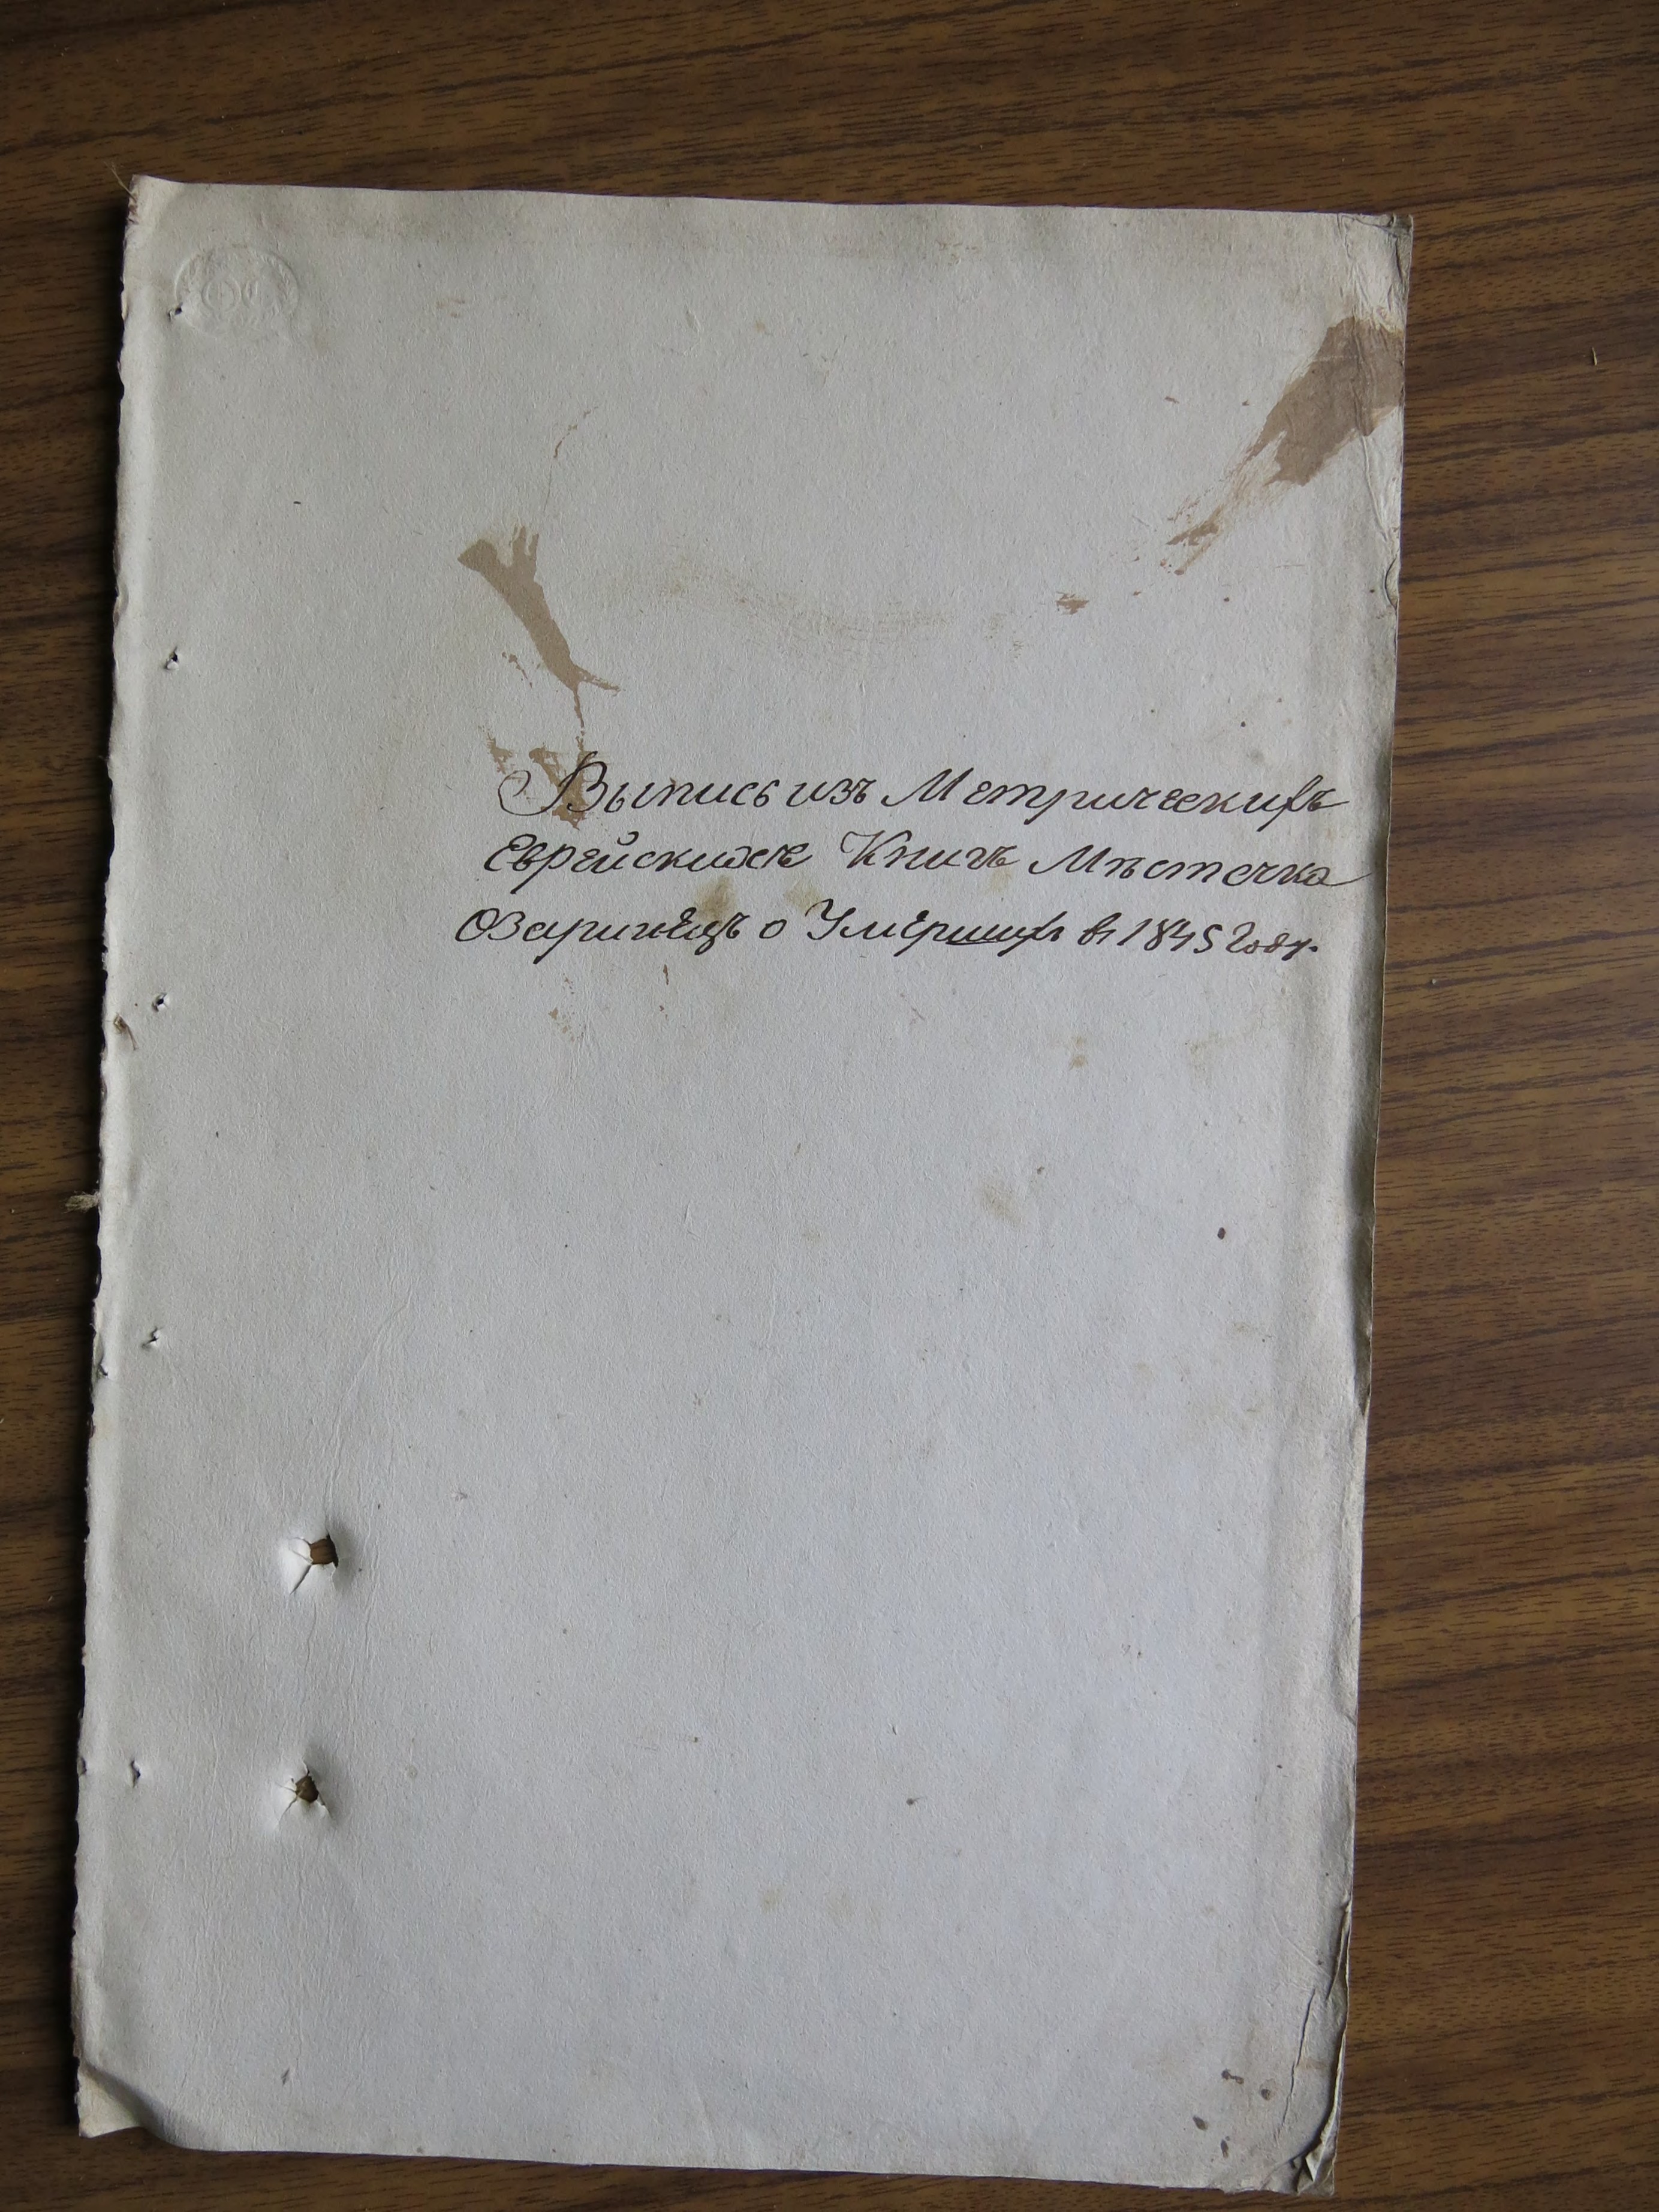 Выпись изъ Метрическихъ
Еврейскихъ Книгъ Мѣстечка
Озаринецъ о Умершихъ въ 1845 году.